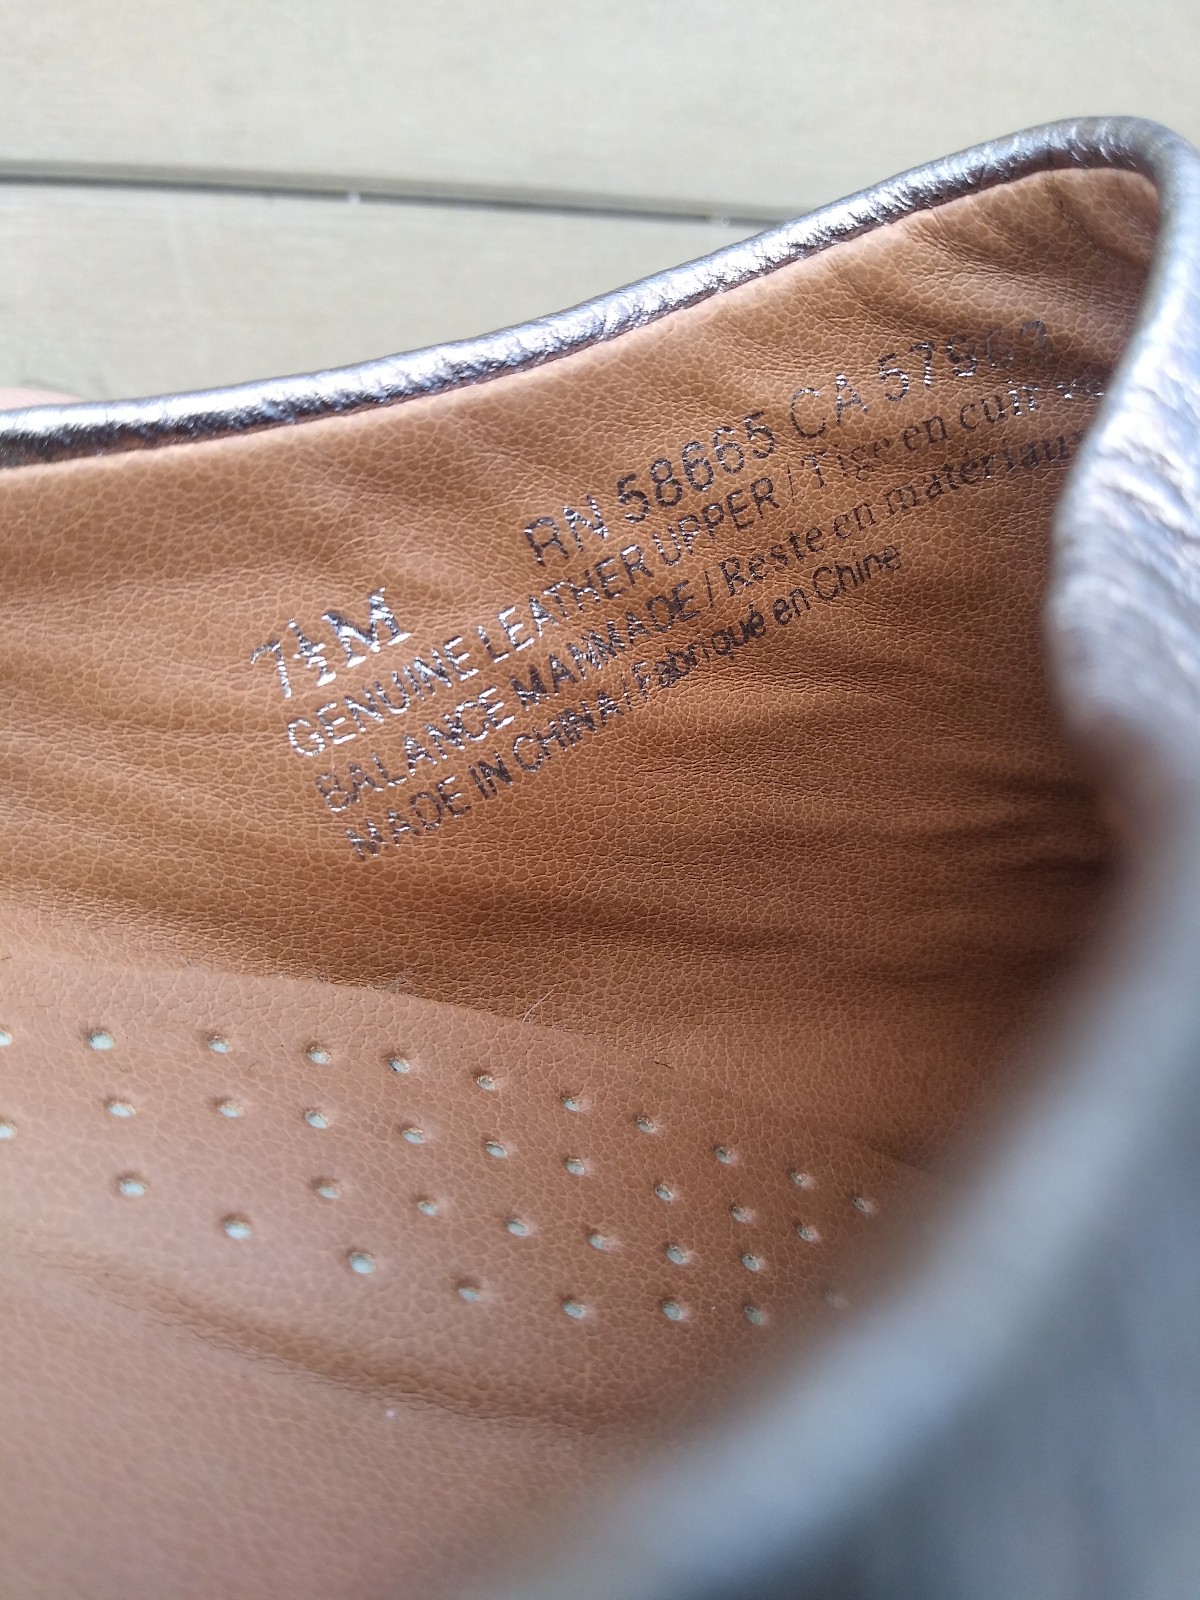 7½M
RN 58665 CA
GENUINE LEATHER UPPER / Tige en cuir
BALANCE MANMADE / Reste en matériaux
MADE IN CHINA / Fabriqué en Chine